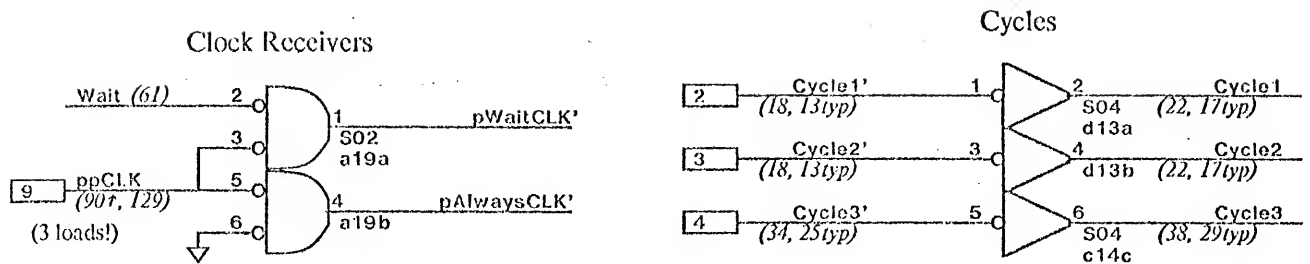 Clock Receivers
Wait (61)
2
3
1
S02
a19a
pWaitCLK'
9
ppCLK
(90↑, 129)
(3 loads!)
5
6
4
a19b
pAlwaysCLK'
Cycles
2
Cycle1'
(18, 13typ)
1
2
S04
d13a
Cycle1
(22, 17typ)
3
Cycle2'
(18, 13typ)
3
4
d13b
Cycle2
(22, 17typ)
4
Cycle3'
(34, 25typ)
5
6
S04
c14c
Cycle3
(38, 29typ)